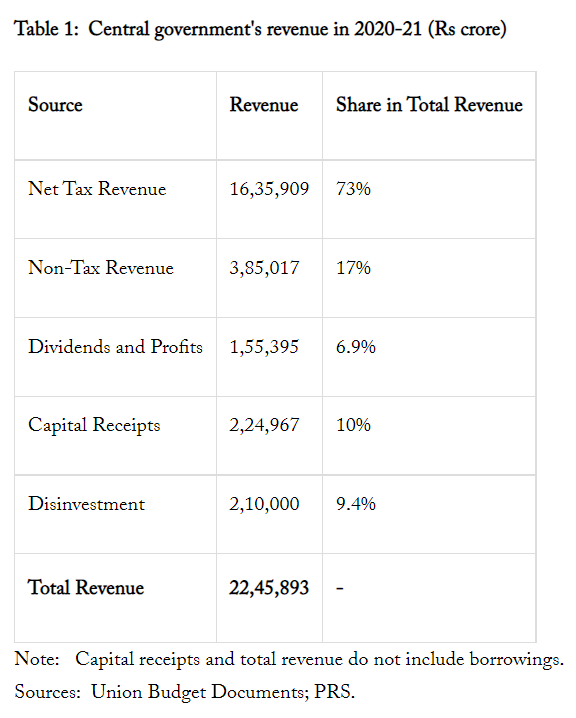 Table 1: Central government's revenue in 2020-21 (Rs crore)
Source Revenue Share in Total Revenue
Net Tax Revenue 16,35,909 73%
Non-Tax Revenue 3,85,017 17%
Dividends and Profits 1,55,395 6.9%
Capital Receipts 2,24,967 10%
Disinvestment 2,10,000 9.4%
Total Revenue 22,45,893 -
Note: Capital receipts and total revenue do not include borrowings.
Sources: Union Budget Documents; PRS.